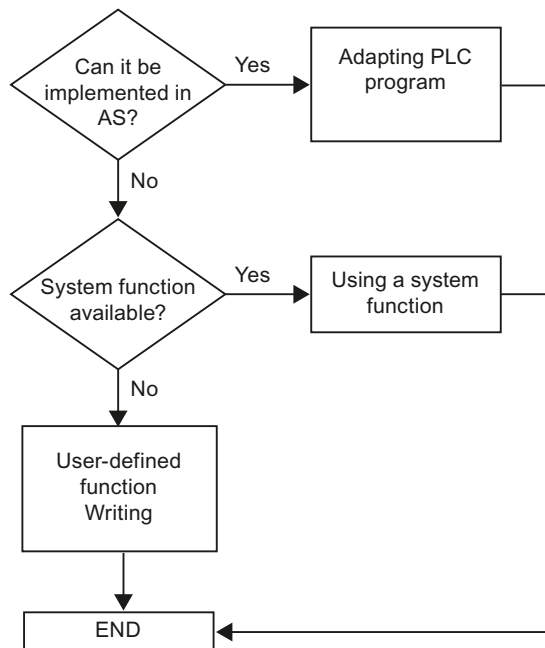 Can it be
implemented in
AS?
Yes
Adapting PLC
program
No
System function
available?
Yes
Using a system
function
No
User-defined
function
Writing
END